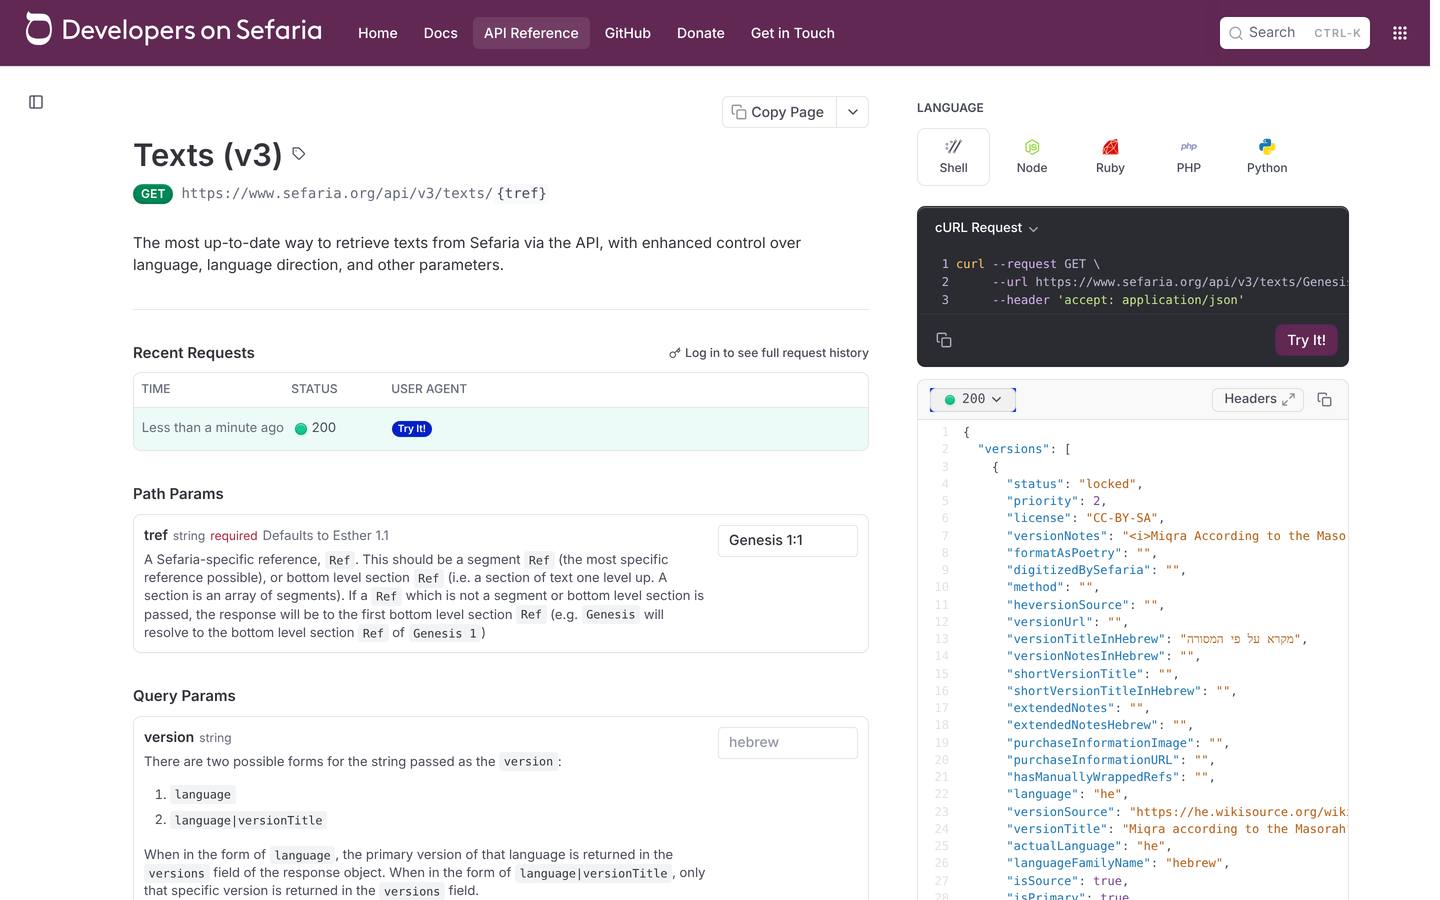 Developers on Sefaria
Home
Docs
API Reference
GitHub
Donate
Get in Touch
Search CTRL-K
Copy Page
Texts (v3)
GET https://www.sefaria.org/api/v3/texts/{tref}
The most up-to-date way to retrieve texts from Sefaria via the API, with enhanced control over
language, language direction, and other parameters.
Recent Requests
Log in to see full request history
TIME STATUS USER AGENT
Less than a minute ago 200 Try It!
Path Params
tref string required Defaults to Esther 1.1
A Sefaria-specific reference, Ref. This should be a segment Ref (the most specific
reference possible), or bottom level section Ref (i.e. a section of text one level up. A
section is an array of segments). If a Ref which is not a segment or bottom level section is
passed, the response will be to the first bottom level section Ref (e.g. Genesis will
resolve to the bottom level section Ref of Genesis 1)
Genesis 1:1
Query Params
version string
There are two possible forms for the string passed as the version:
1. language
2. language|versionTitle
When in the form of language, the primary version of that language is returned in the
versions field of the response object. When in the form of language|versionTitle, only
that specific version is returned in the versions field.
hebrew
LANGUAGE
Shell
Node
Ruby
php
PHP
Python
cURL Request
1 curl --request GET \
2 --url https://www.sefaria.org/api/v3/texts/Genesis
3 --header 'accept: application/json'
Try It!
200
Headers
1 {
2 "versions": [
3 {
4 "status": "locked",
5 "priority": 2,
6 "license": "CC-BY-SA",
7 "versionNotes": "<i>Miqra According to the Maso
8 "formatAsPoetry": "",
9 "digitizedBySefaria": "",
10 "method": "",
11 "heversionSource": "",
12 "versionUrl": "",
13 "versionTitleInHebrew": "מקרא על פי המסורה",
14 "versionNotesInHebrew": "",
15 "shortVersionTitle": "",
16 "shortVersionTitleInHebrew": "",
17 "extendedNotes": "",
18 "extendedNotesHebrew": "",
19 "purchaseInformationImage": "",
20 "purchaseInformationURL": "",
21 "hasManuallyWrappedRefs": "",
22 "language": "he",
23 "versionSource": "https://he.wikisource.org/wiki
24 "versionTitle": "Miqra according to the Masorah"
25 "actualLanguage": "he",
26 "languageFamilyName": "hebrew",
27 "isSource": true,
28 "isPrimary": true